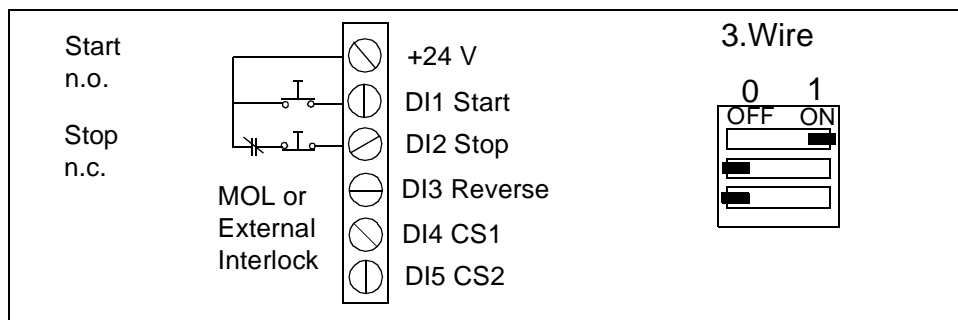 Start
n.o.
Stop
n.c.
MOL or
External
Interlock
+24 V
DI1 Start
DI2 Stop
DI3 Reverse
DI4 CS1
DI5 CS2
3.Wire
0 1
OFF ON